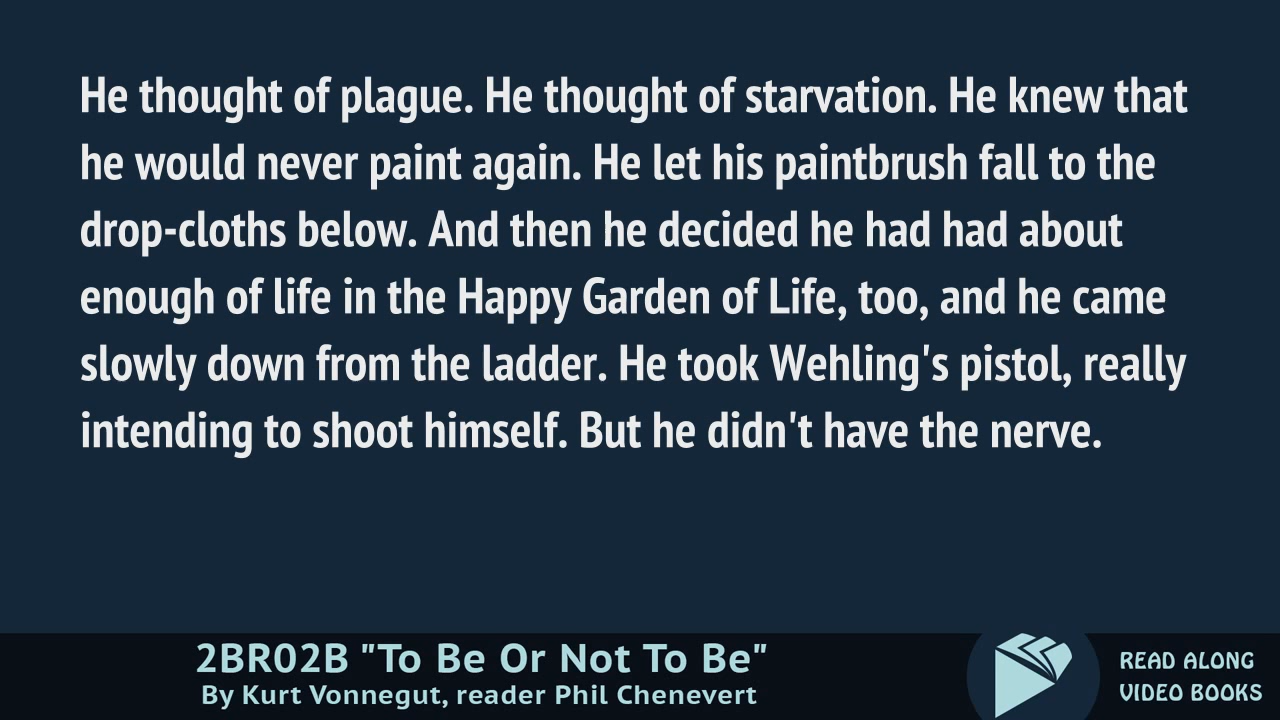 He thought of plague. He thought of starvation. He knew that
he would never paint again. He let his paintbrush fall to the
drop-cloths below. And then he decided he had had about
enough of life in the Happy Garden of Life, too, and he came
slowly down from the ladder. He took Wehling's pistol, really
intending to shoot himself. But he didn't have the nerve.
2BR02B "To Be Or Not To Be"
By Kurt Vonnegut, reader Phil Chenevert
READ ALONG
VIDEO BOOKS